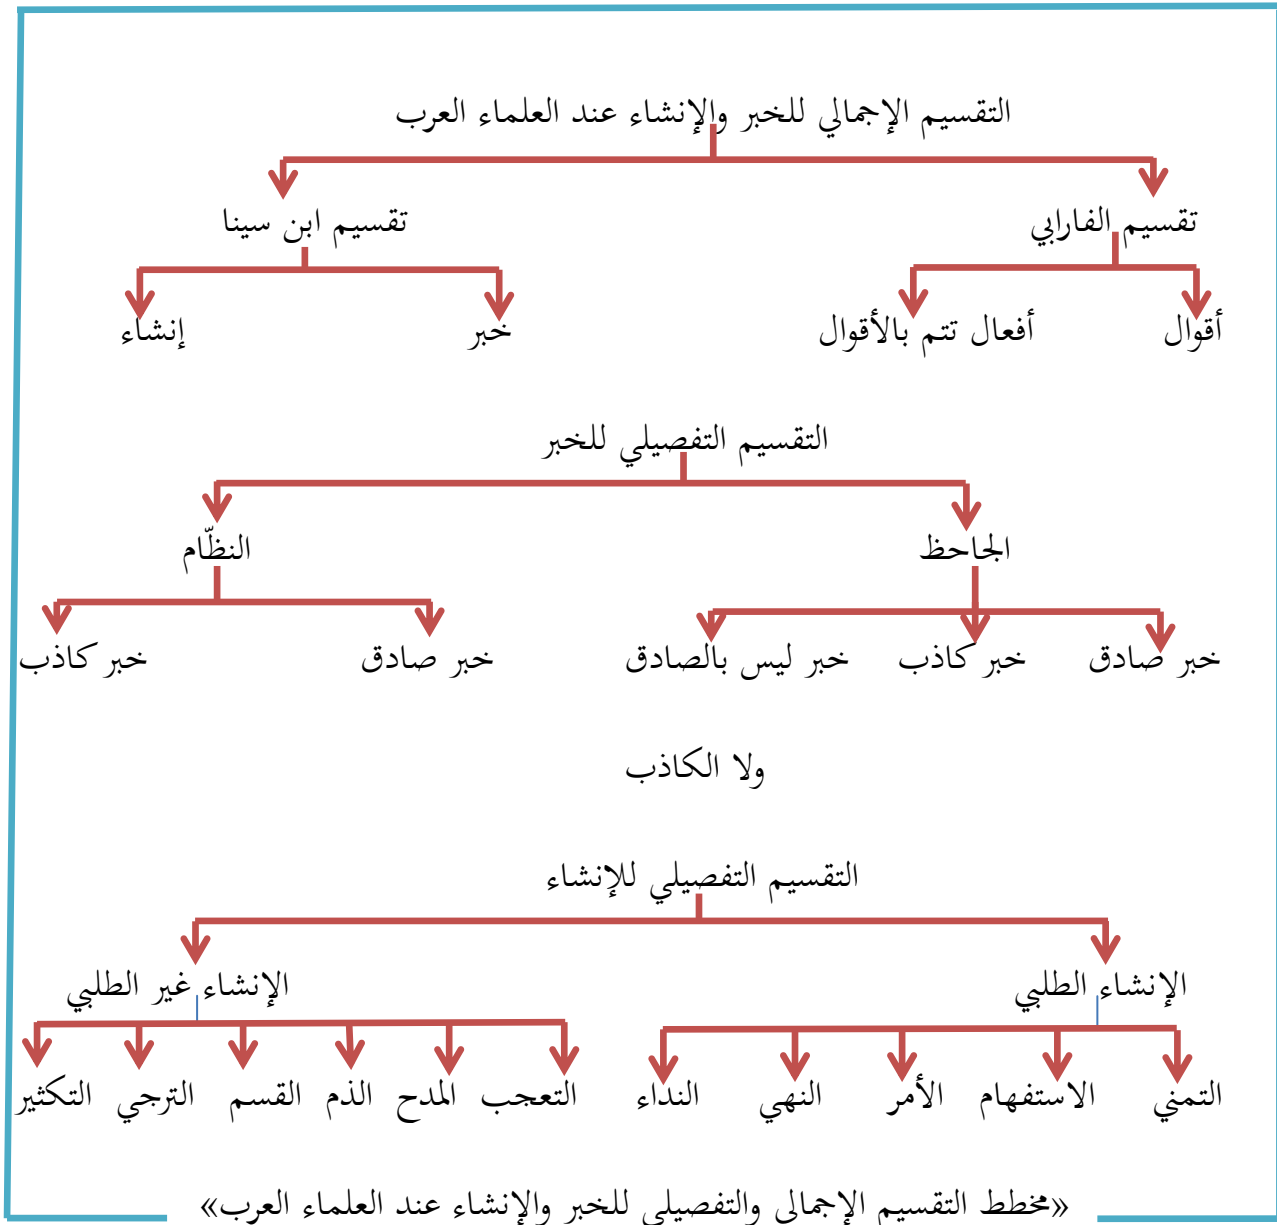 التقسيم الإجمالي للخبر والإنشاء عند العلماء العرب
تقسيم الفارابي تقسيم ابن سينا
أقوال أفعال تتم بالأقوال خبر إنشاء
التقسيم التفصيلي للخبر
الجاحظ النظّام
خبر صادق خبر كاذب خبر ليس بالصادق خبر صادق خبر كاذب
ولا الكاذب
التقسيم التفصيلي للإنشاء
الإنشاء الطلبي الإنشاء غير الطلبي
التمني الاستفهام الأمر النهي النداء التعجب المدح الذم القسم الترجي التكثير
«مخطط التقسيم الإجمالي والتفصيلي للخبر والإنشاء عند العلماء العرب»